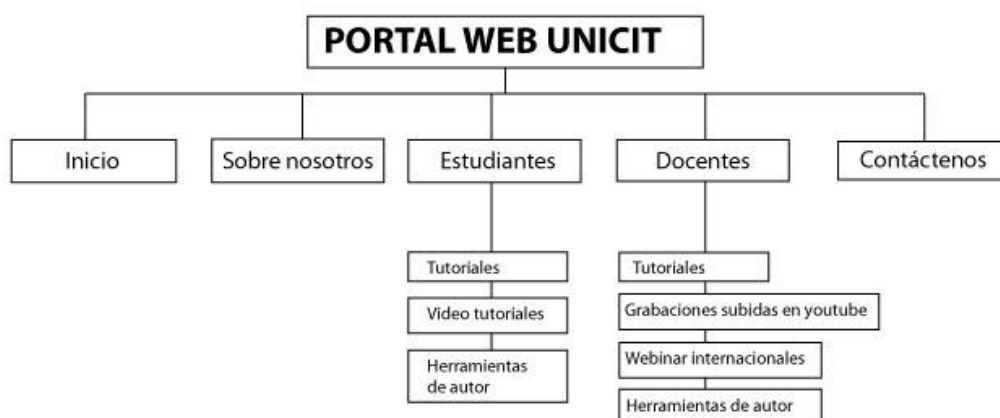 PORTAL WEB UNICIT
Inicio
Sobre nosotros
Estudiantes
Docentes
Contáctenos
Tutoriales
Video tutoriales
Herramientas
de autor
Tutoriales
Grabaciones subidas en youtube
Webinar internacionales
Herramientas de autor